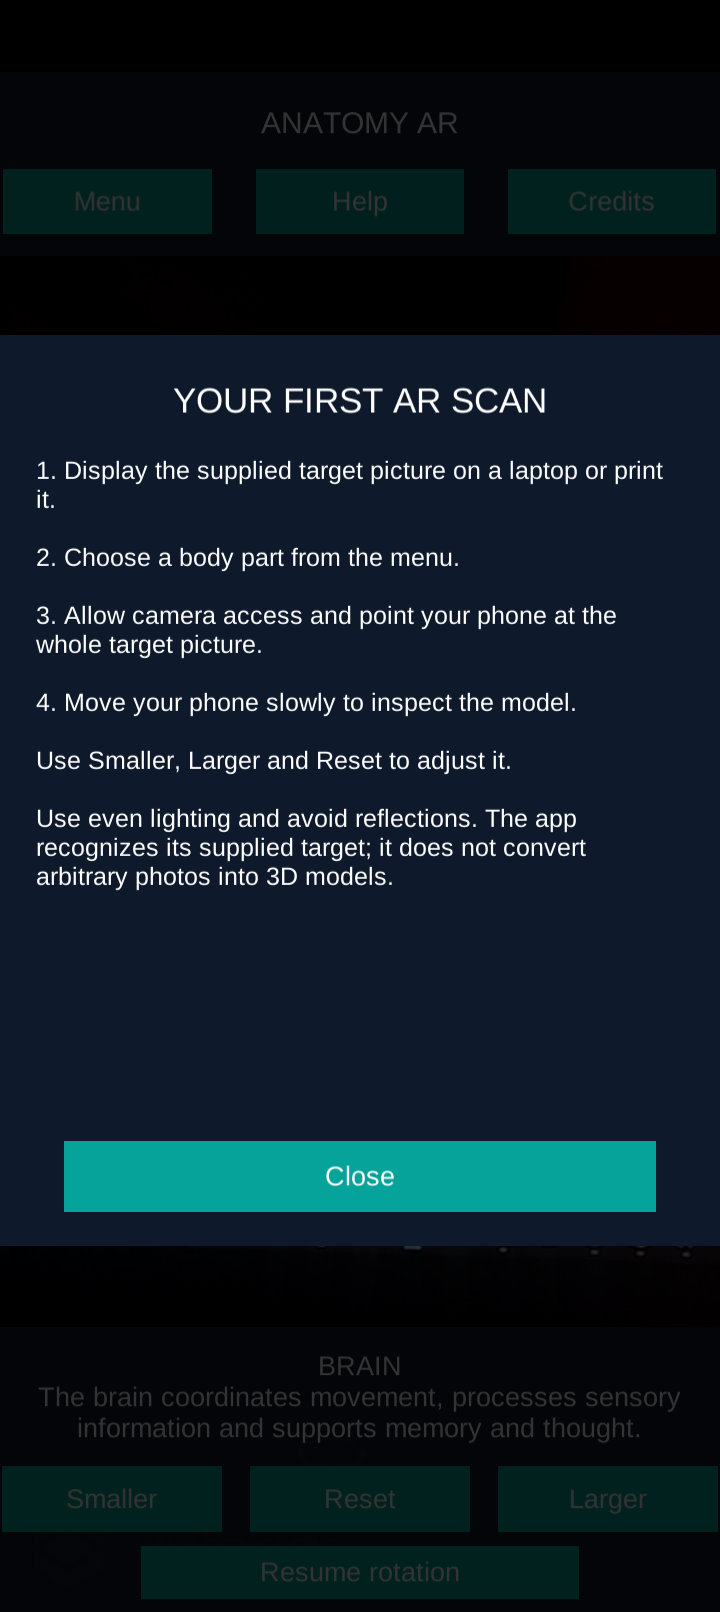 ANATOMY AR
Menu
Help
Credits
YOUR FIRST AR SCAN
1. Display the supplied target picture on a laptop or print
it.
2. Choose a body part from the menu.
3. Allow camera access and point your phone at the
whole target picture.
4. Move your phone slowly to inspect the model.
Use Smaller, Larger and Reset to adjust it.
Use even lighting and avoid reflections. The app
recognizes its supplied target; it does not convert
arbitrary photos into 3D models.
Close
BRAIN
The brain coordinates movement, processes sensory
information and supports memory and thought.
Smaller
Reset
Larger
Resume rotation